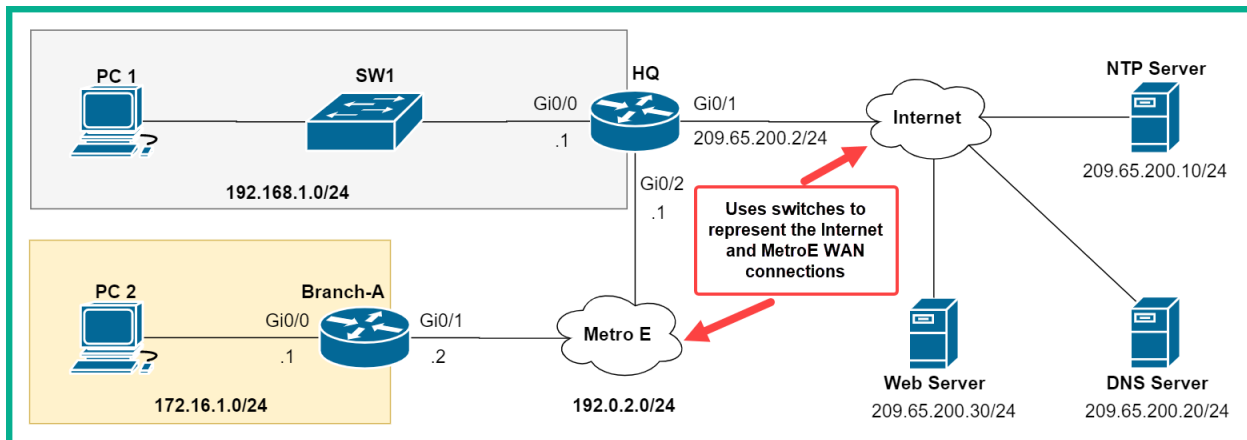 PC 1
SW1
HQ
Gi0/0
.1
Gi0/1
209.65.200.2/24
Internet
NTP Server
209.65.200.10/24
192.168.1.0/24
Gi0/2
.1
Uses switches to
represent the Internet
and MetroE WAN
connections
PC 2
Branch-A
Gi0/0
.1
Gi0/1
.2
Metro E
172.16.1.0/24
192.0.2.0/24
Web Server
209.65.200.30/24
DNS Server
209.65.200.20/24